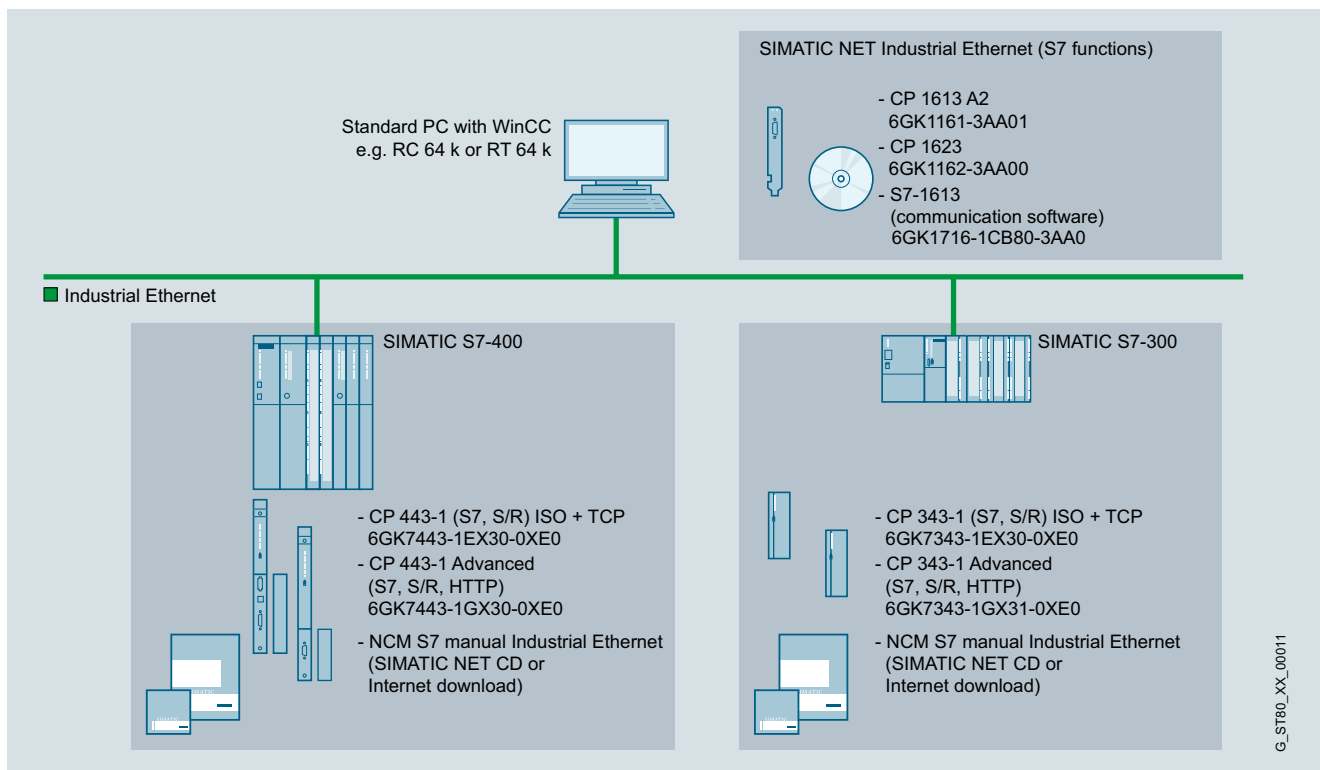 SIMATIC NET Industrial Ethernet (S7 functions)
- CP 1613 A2
6GK1161-3AA01
- CP 1623
6GK1162-3AA00
- S7-1613
(communication software)
6GK1716-1CB80-3AA0
Standard PC with WinCC
e.g. RC 64 k or RT 64 k
Industrial Ethernet
SIMATIC S7-400
- CP 443-1 (S7, S/R) ISO + TCP
6GK7443-1EX30-0XE0
- CP 443-1 Advanced
(S7, S/R, HTTP)
6GK7443-1GX30-0XE0
- NCM S7 manual Industrial Ethernet
(SIMATIC NET CD or
Internet download)
SIMATIC
SIMATIC
SIMATIC S7-300
- CP 343-1 (S7, S/R) ISO + TCP
6GK7343-1EX30-0XE0
- CP 343-1 Advanced
(S7, S/R, HTTP)
6GK7343-1GX31-0XE0
- NCM S7 manual Industrial Ethernet
(SIMATIC NET CD or
Internet download)
SIMATIC
SIMATIC
G_ST80_XX_00011